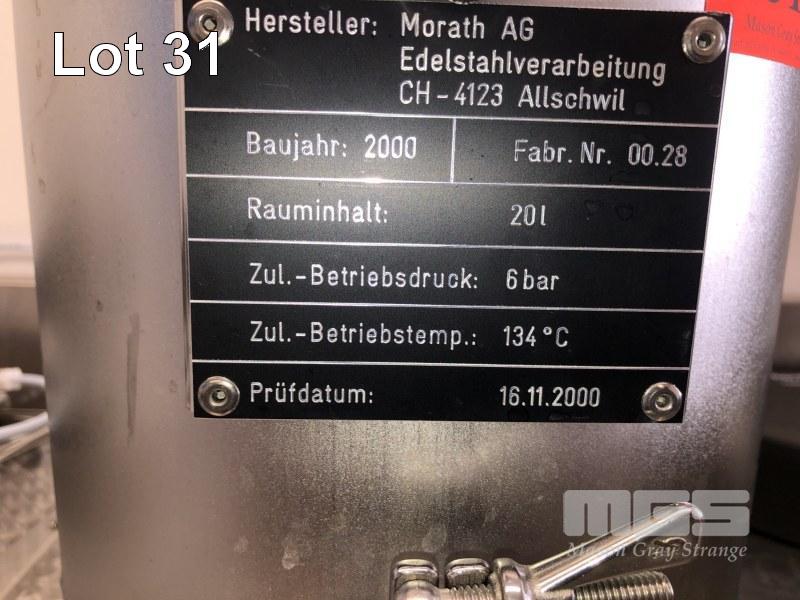 Lot 31
Hersteller: Morath AG
Edelstahlverarbeitung
CH-4123 Allschwil
Baujahr: 2000 Fabr. Nr. 00.28
Rauminhalt: 20l
Zul.-Betriebsdruck: 6 bar
Zul.-Betriebstemp.: 134°C
Prüfdatum: 16.11.2000
MGS
Mason Gray Strange